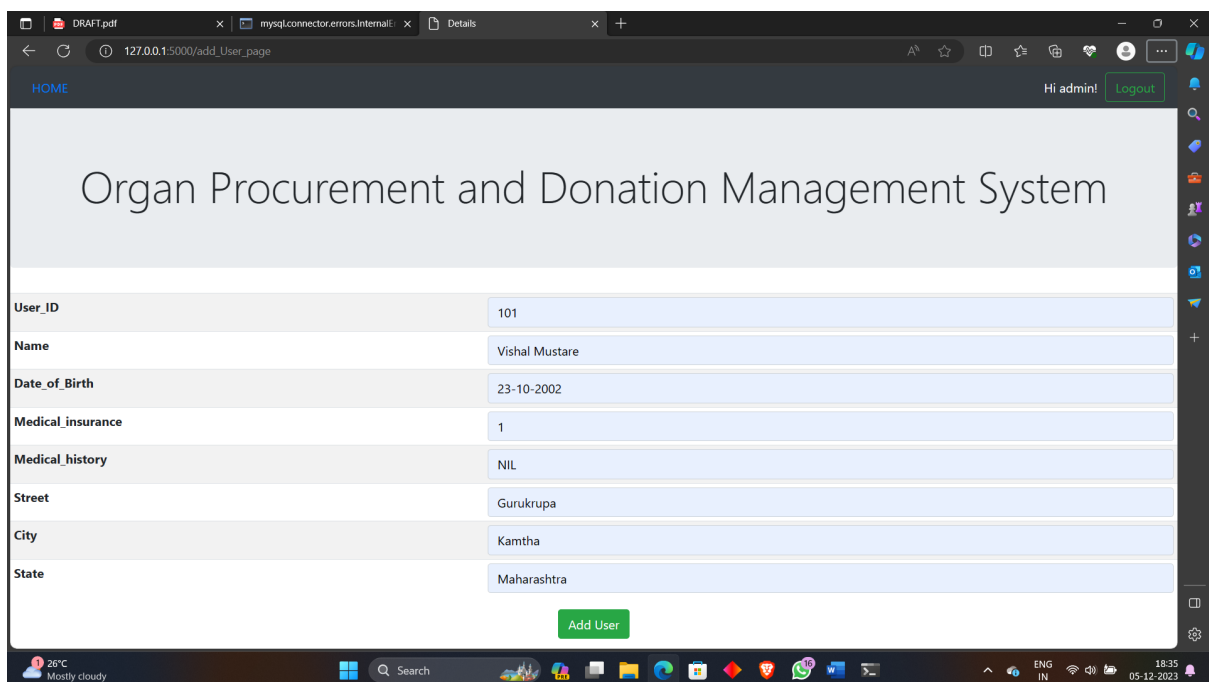 DRAFT.pdf
mysql.connector.errors.InternalE
Details
127.0.0.1:5000/add_User_page
HOME
Hi admin!
Logout
Organ Procurement and Donation Management System
User_ID
101
Name
Vishal Mustare
Date_of_Birth
23-10-2002
Medical_insurance
1
Medical_history
NIL
Street
Gurukrupa
City
Kamtha
State
Maharashtra
Add User
1
26°C
Mostly cloudy
Search
16
ENG
IN
18:35
05-12-2023